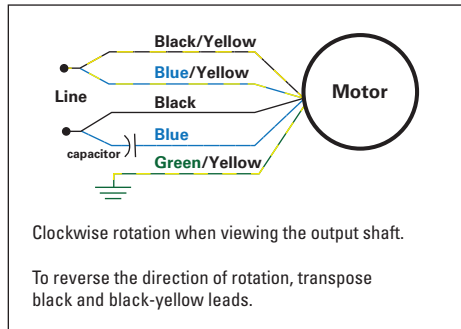 Black/Yellow
Blue/Yellow
Line
Black
Motor
Blue
capacitor
Green/Yellow
Clockwise rotation when viewing the output shaft.
To reverse the direction of rotation, transpose
black and black-yellow leads.